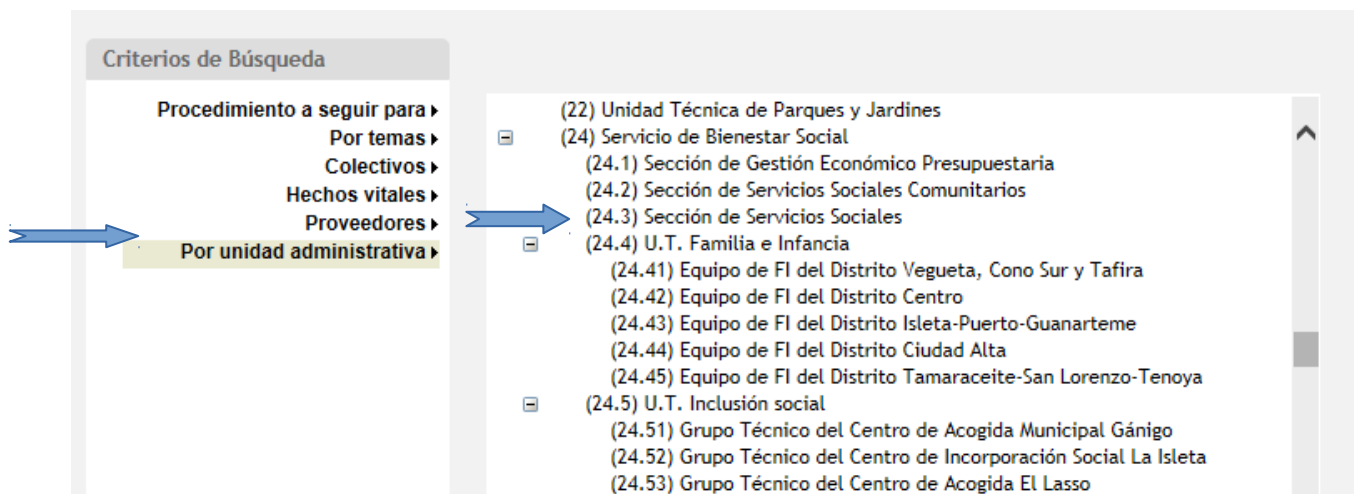 Criterios de Búsqueda
Procedimiento a seguir para
Por temas
Colectivos
Hechos vitales
Proveedores
Por unidad administrativa
(22) Unidad Técnica de Parques y Jardines
(24) Servicio de Bienestar Social
(24.1) Sección de Gestión Económico Presupuestaria
(24.2) Sección de Servicios Sociales Comunitarios
(24.3) Sección de Servicios Sociales
(24.4) U.T. Familia e Infancia
(24.41) Equipo de FI del Distrito Vegueta, Cono Sur y Tafira
(24.42) Equipo de FI del Distrito Centro
(24.43) Equipo de FI del Distrito Isleta-Puerto-Guanarteme
(24.44) Equipo de FI del Distrito Ciudad Alta
(24.45) Equipo de FI del Distrito Tamaraceite-San Lorenzo-Tenoya
(24.5) U.T. Inclusión social
(24.51) Grupo Técnico del Centro de Acogida Municipal Gánigo
(24.52) Grupo Técnico del Centro de Incorporación Social La Isleta
(24.53) Grupo Técnico del Centro de Acogida El Lasso